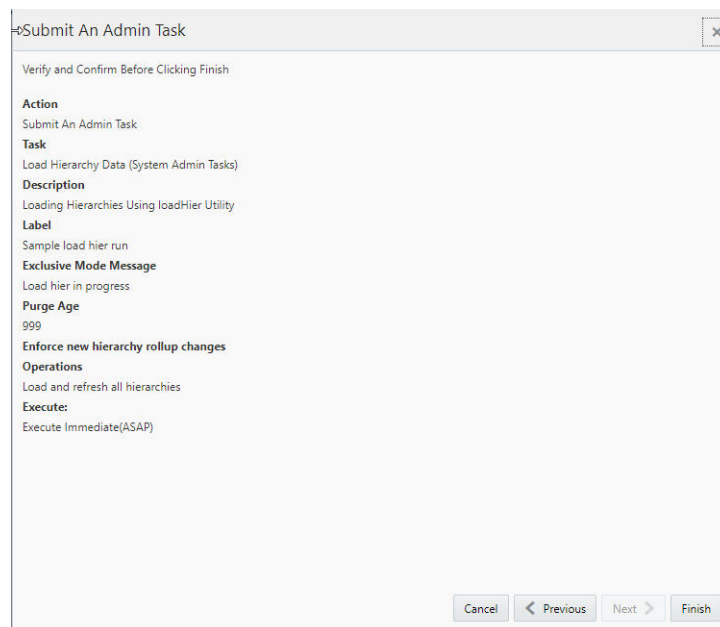 Submit An Admin Task
Verify and Confirm Before Clicking Finish
Action
Submit An Admin Task
Task
Load Hierarchy Data (System Admin Tasks)
Description
Loading Hierarchies Using loadHier Utility
Label
Sample load hier run
Exclusive Mode Message
Load hier in progress
Purge Age
999
Enforce new hierarchy rollup changes
Operations
Load and refresh all hierarchies
Execute:
Execute Immediate(ASAP)
Cancel Previous Next Finish